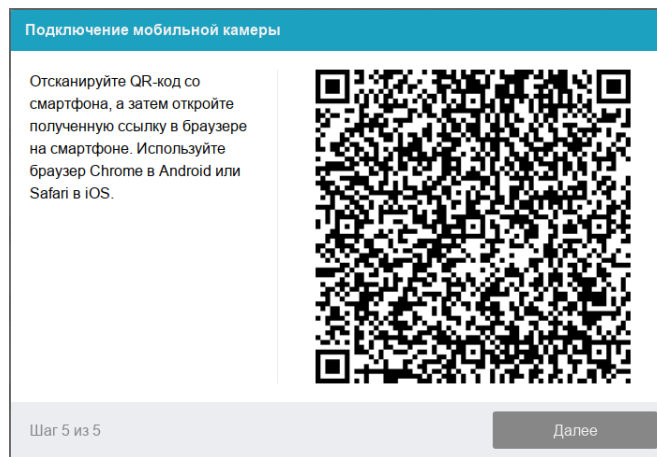 Подключение мобильной камеры
Отсканируйте QR-код со
смартфона, а затем откройте
полученную ссылку в браузере
на смартфоне. Используйте
браузер Chrome в Android или
Safari в iOS.
Шаг 5 из 5
Далее